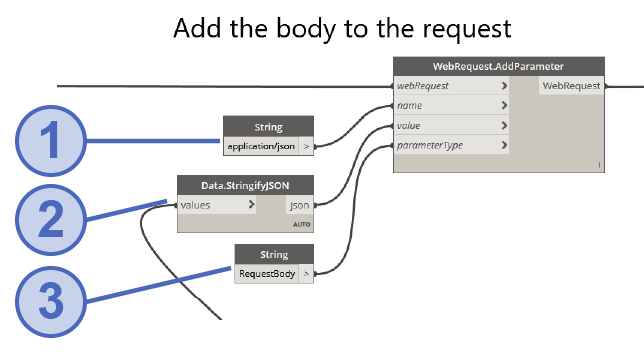 Add the body to the request
WebRequest.AddParameter
webRequest > WebRequest
name >
value >
parameterType >
l
1
String
application/json >
2
Data.StringifyJSON
values > json
AUTO
3
String
RequestBody >